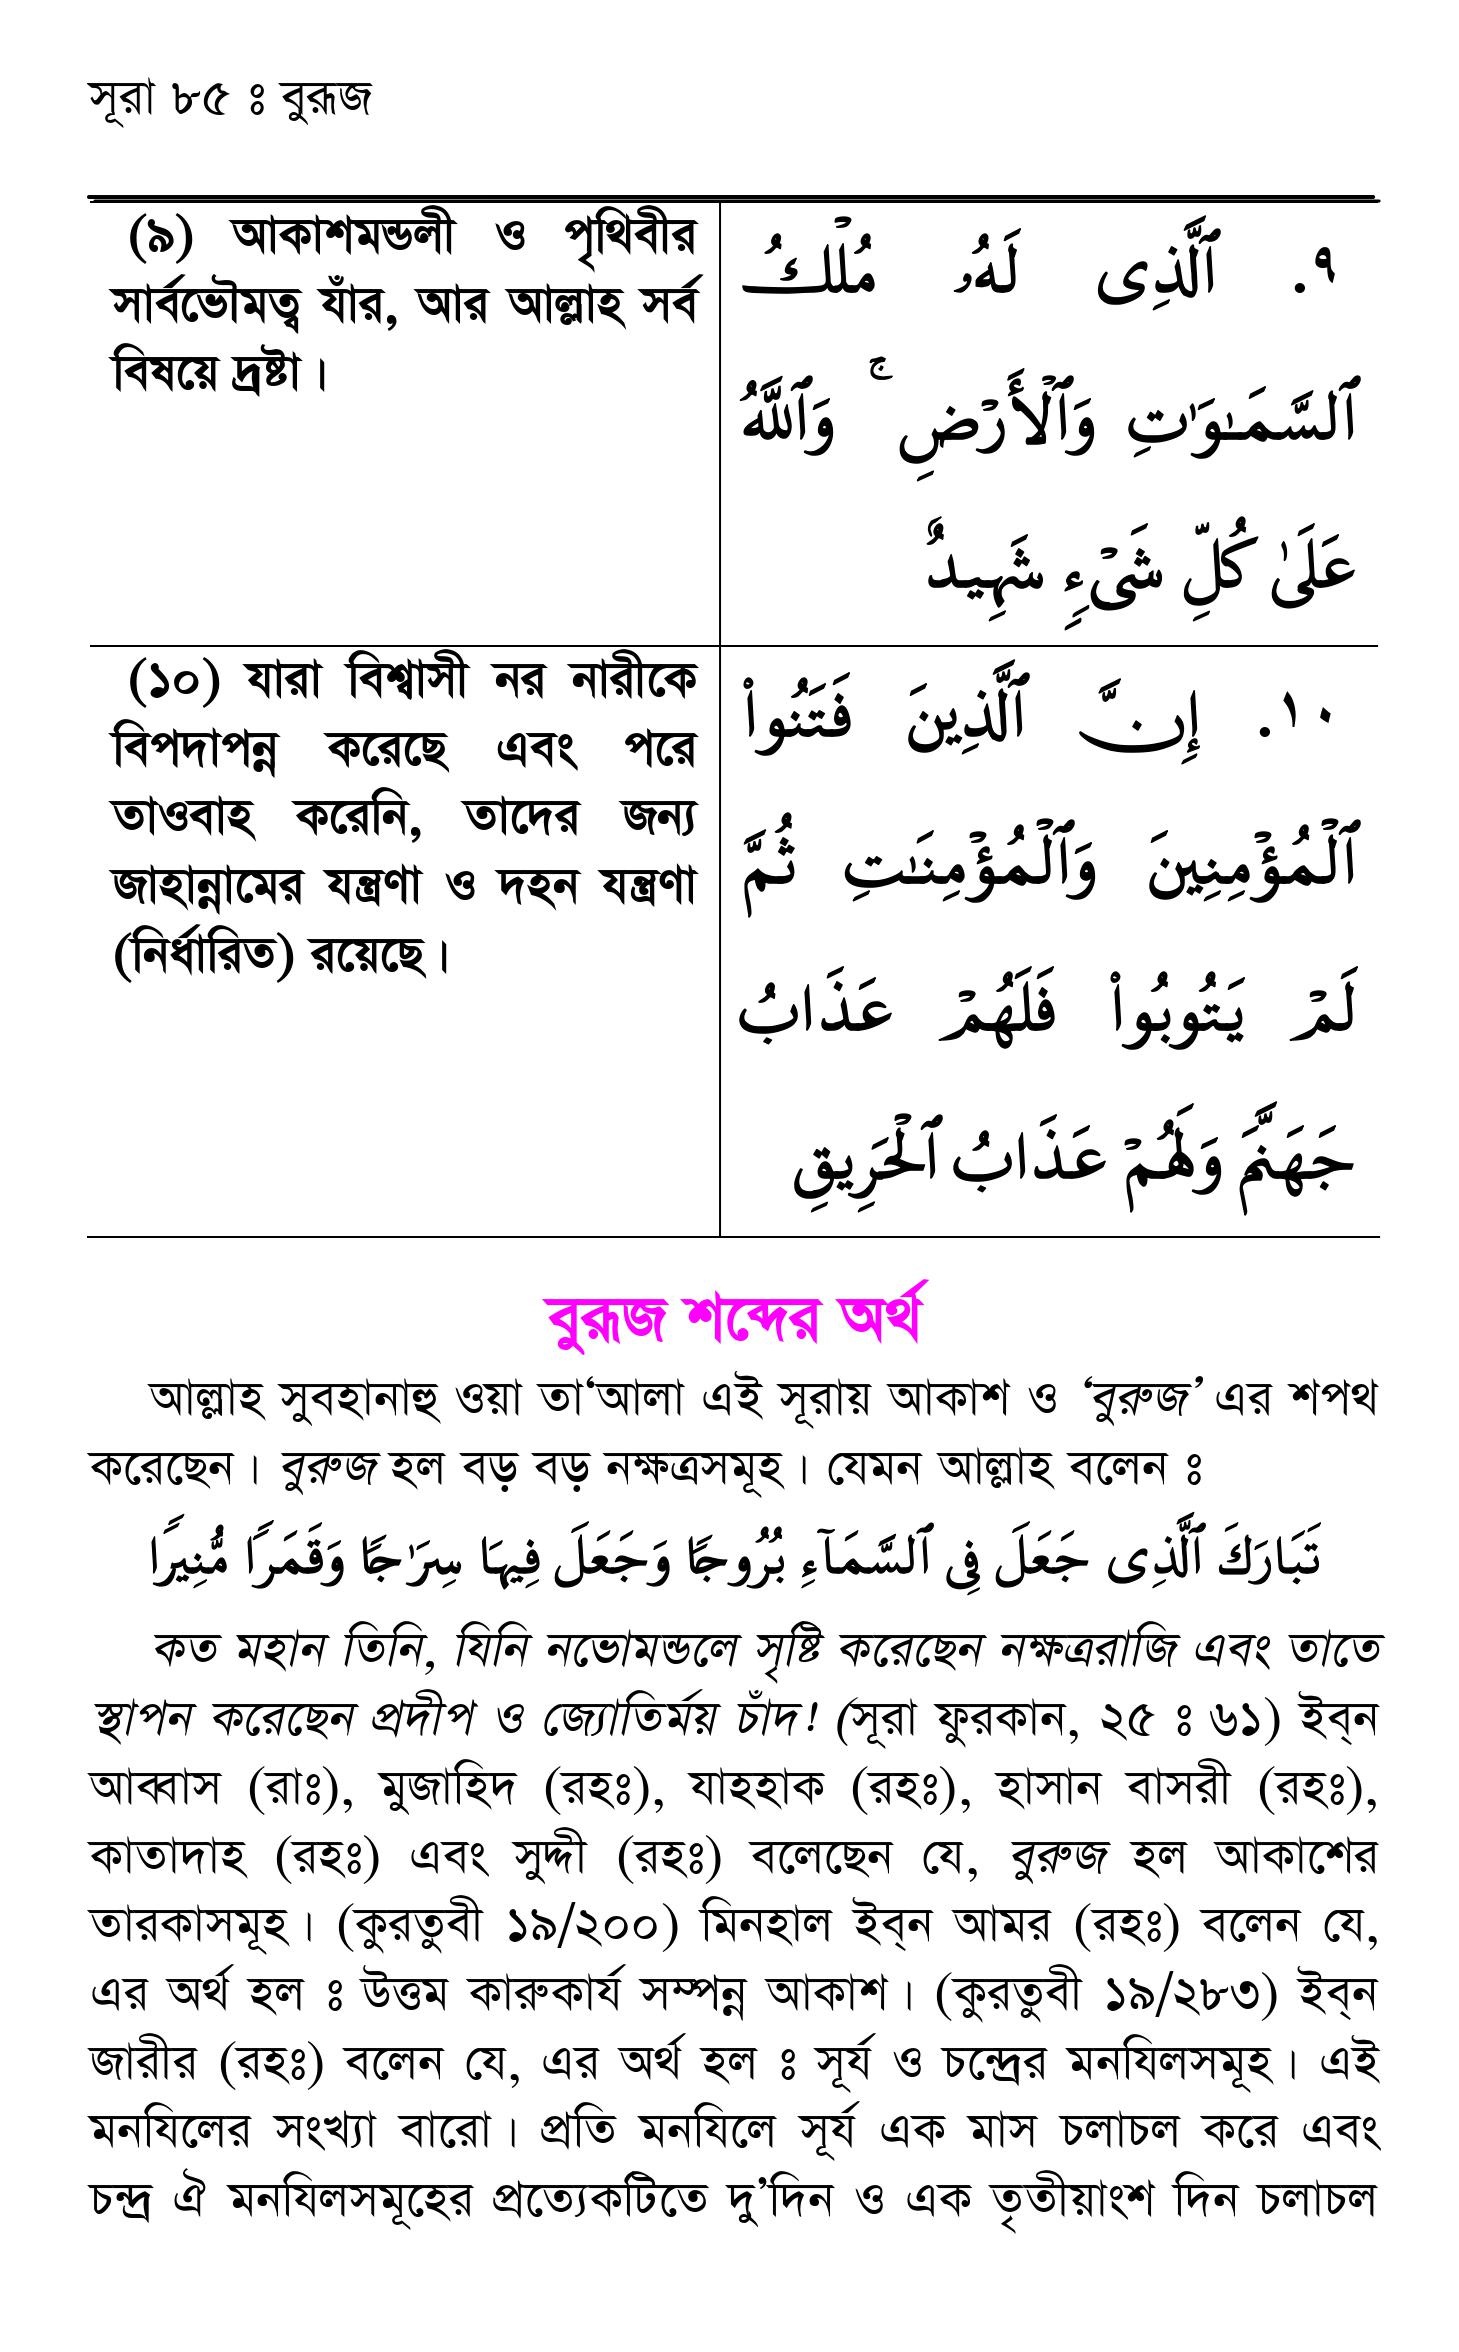 সূরা ৮৫ ঃ বুরূজ
(৯) আকাশমন্ডলী ও পৃথিবীর
সার্বভৌমত্ব যাঁর, আর আল্লাহ সর্ব
বিষয়ে দ্রষ্টা।
٩. ٱلَّذِى لَهُۥ مُلْكُ
ٱلسَّمَـٰوَٰتِ وَٱلْأَرْضِ ۚ وَٱللَّهُ
عَلَىٰ كُلِّ شَىْءٍ شَهِيدٌ
(১০) যারা বিশ্বাসী নর নারীকে
বিপদাপন্ন করেছে এবং পরে
তাওবাহ করেনি, তাদের জন্য
জাহান্নামের যন্ত্রণা ও দহন যন্ত্রণা
(নির্ধারিত) রয়েছে।
١٠. إِنَّ ٱلَّذِينَ فَتَنُوا۟
ٱلْمُؤْمِنِينَ وَٱلْمُؤْمِنَـٰتِ ثُمَّ
لَمْ يَتُوبُوا۟ فَلَهُمْ عَذَابُ
جَهَنَّمَ وَلَهُمْ عَذَابُ ٱلْحَرِيقِ
বুরূজ শব্দের অর্থ
আল্লাহ সুবহানাহু ওয়া তা‘আলা এই সূরায় আকাশ ও ‘বুরুজ’ এর শপথ
করেছেন। বুরুজ হল বড় বড় নক্ষত্রসমূহ। যেমন আল্লাহ বলেন ঃ
تَبَارَكَ ٱلَّذِى جَعَلَ فِى ٱلسَّمَآءِ بُرُوجًا وَجَعَلَ فِيهَا سِرَٰجًا وَقَمَرًا مُّنِيرًا
কত মহান তিনি, যিনি নভোমন্ডলে সৃষ্টি করেছেন নক্ষত্ররাজি এবং তাতে
স্থাপন করেছেন প্রদীপ ও জ্যোতির্ময় চাঁদ! (সূরা ফুরকান, ২৫ ঃ ৬১) ইব্‌ন
আব্বাস (রাঃ), মুজাহিদ (রহঃ), যাহহাক (রহঃ), হাসান বাসরী (রহঃ),
কাতাদাহ (রহঃ) এবং সুদ্দী (রহঃ) বলেছেন যে, বুরুজ হল আকাশের
তারকাসমূহ। (কুরতুবী ১৯/২০০) মিনহাল ইব্‌ন আমর (রহঃ) বলেন যে,
এর অর্থ হল ঃ উত্তম কারুকার্য সম্পন্ন আকাশ। (কুরতুবী ১৯/২৮৩) ইব্‌ন
জারীর (রহঃ) বলেন যে, এর অর্থ হল ঃ সূর্য ও চন্দ্রের মনযিলসমূহ। এই
মনযিলের সংখ্যা বারো। প্রতি মনযিলে সূর্য এক মাস চলাচল করে এবং
চন্দ্র ঐ মনযিলসমূহের প্রত্যেকটিতে দু’দিন ও এক তৃতীয়াংশ দিন চলাচল